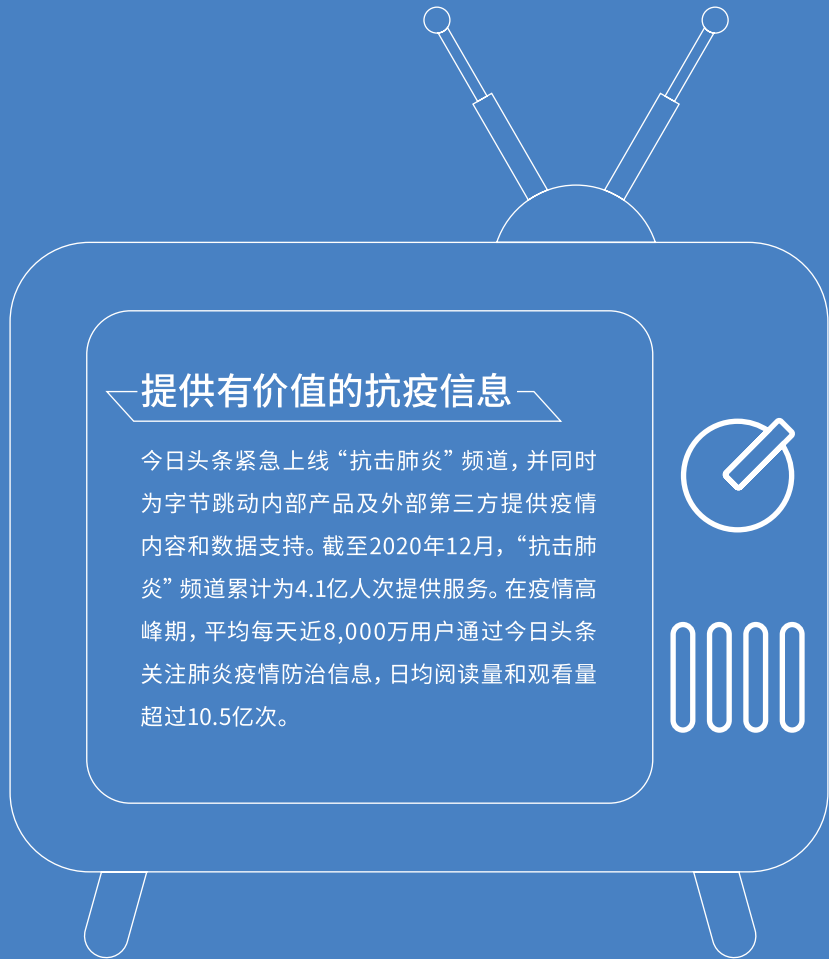 提供有价值的抗疫信息
今日头条紧急上线“抗击肺炎”频道，并同时
为字节跳动内部产品及外部第三方提供疫情
内容和数据支持。截至2020年12月，“抗击肺
炎”频道累计为4.1亿人次提供服务。在疫情高
峰期，平均每天近8,000万用户通过今日头条
关注肺炎疫情防治信息，日均阅读量和观看量
超过10.5亿次。